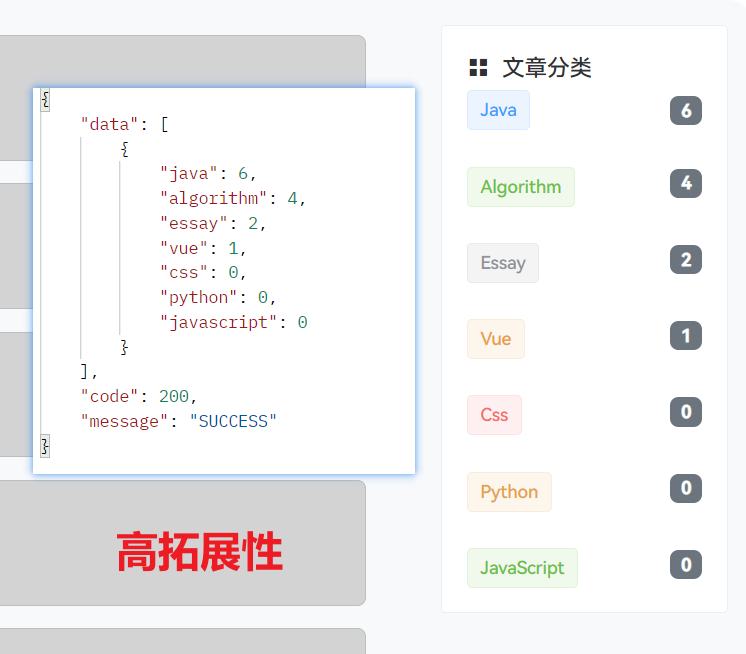 {
"data": [
{
"java": 6,
"algorithm": 4,
"essay": 2,
"vue": 1,
"css": 0,
"python": 0,
"javascript": 0
}
],
"code": 200,
"message": "SUCCESS"
}
高拓展性
文章分类
Java 6
Algorithm 4
Essay 2
Vue 1
Css 0
Python 0
JavaScript 0